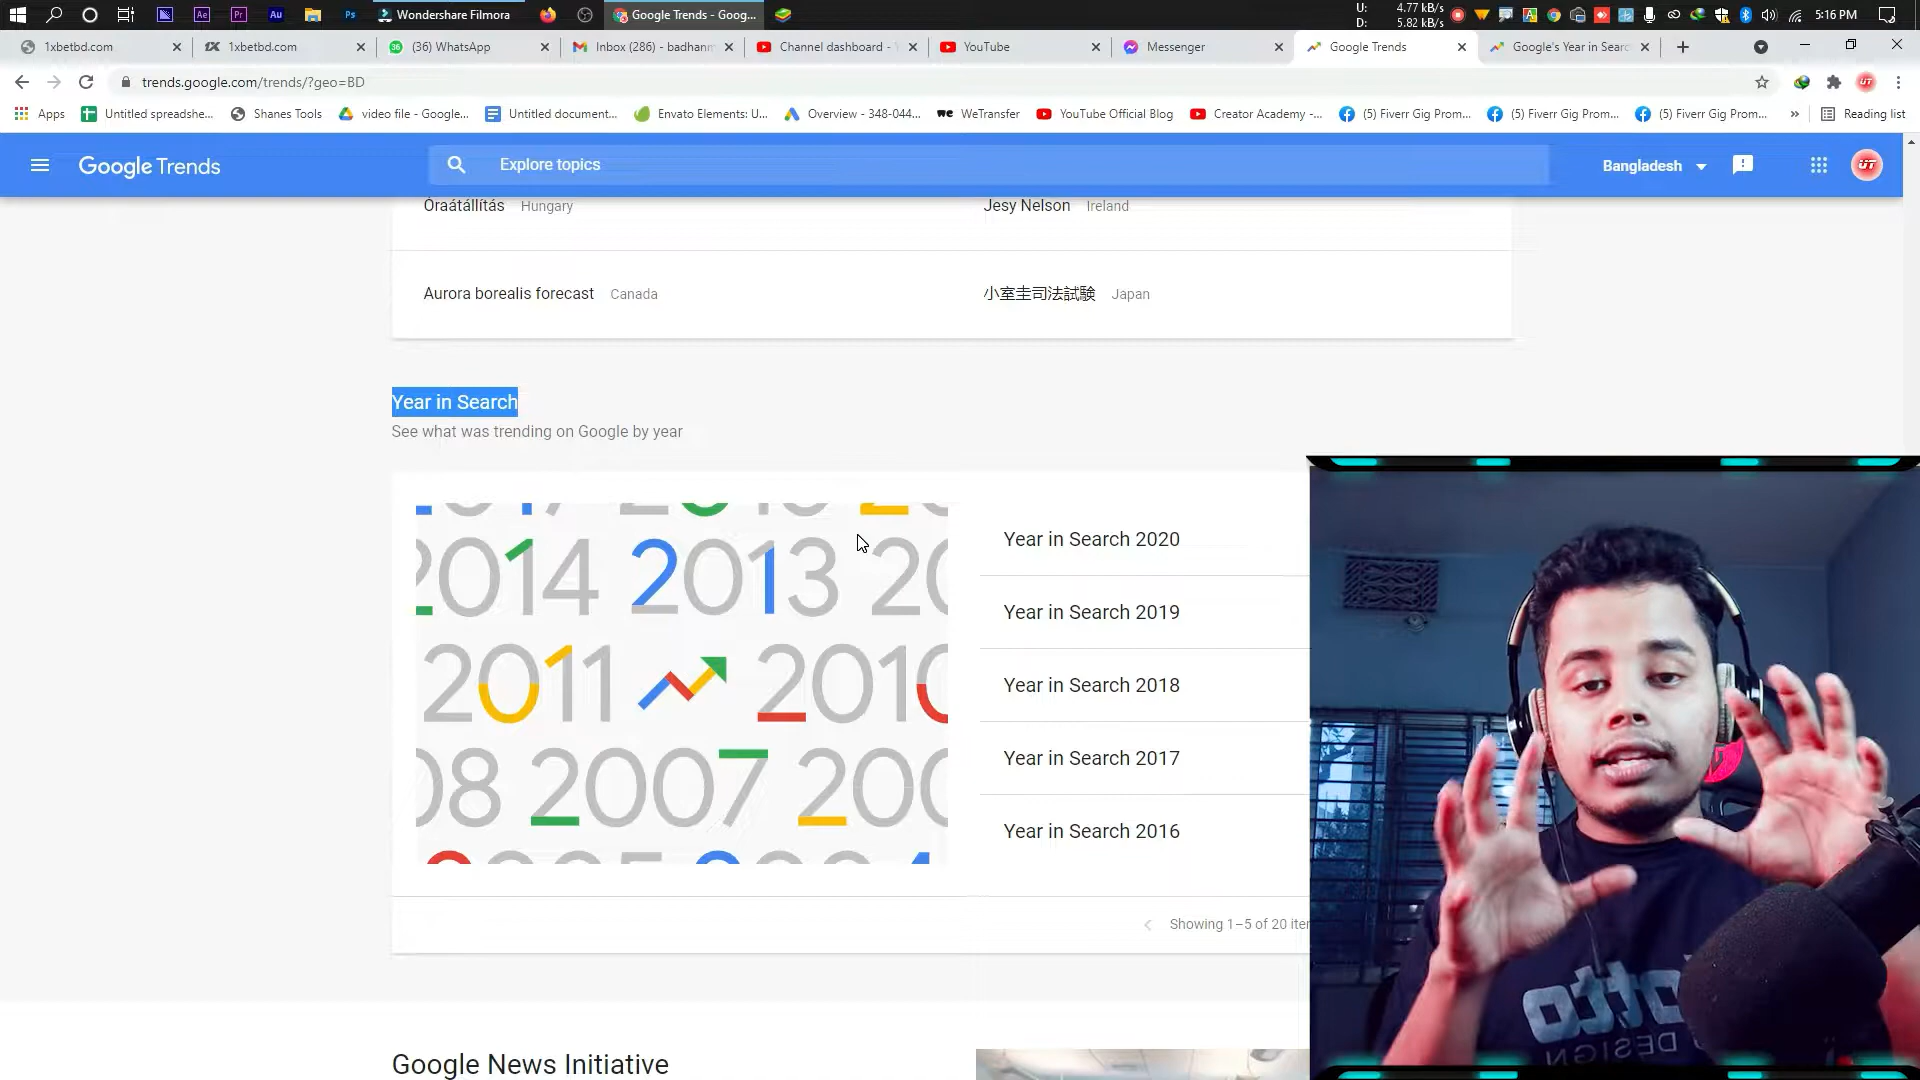 Wondershare Filmora
Google Trends - Goog...
U: 4.77 kB/s
D: 5.82 kB/s
5:16 PM
1xbetbd.com
1xbetbd.com
(36) WhatsApp
Inbox (286) - badhanm
Channel dashboard -
YouTube
Messenger
Google Trends
Google's Year in Searc
trends.google.com/trends/?geo=BD
Apps
Untitled spreadshe...
Shanes Tools
video file - Google...
Untitled document...
Envato Elements: U...
Overview - 348-044...
WeTransfer
YouTube Official Blog
Creator Academy -...
(5) Fiverr Gig Prom...
(5) Fiverr Gig Prom...
(5) Fiverr Gig Prom...
Reading list
Google Trends
Explore topics
Bangladesh
Óraátállítás Hungary
Jesy Nelson Ireland
Aurora borealis forecast Canada
小室圭司法試験 Japan
Year in Search
See what was trending on Google by year
2014 2013 20
2011 2010
08 2007 200
Year in Search 2020
Year in Search 2019
Year in Search 2018
Year in Search 2017
Year in Search 2016
Showing 1–5 of 20 iter
Google News Initiative
DESIGN